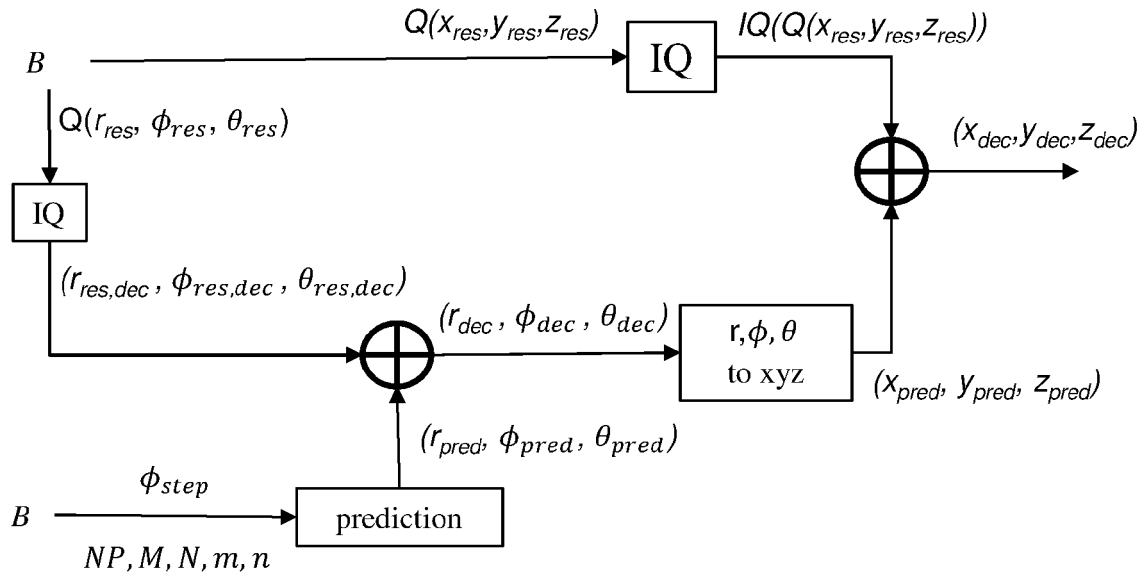 Q(x_res,y_res,z_res)
IQ(Q(x_res,y_res,z_res))
B
IQ
Q(r_res, ϕ_res, θ_res)
(x_dec,y_dec,z_dec)
IQ
(r_res,dec , ϕ_res,dec , θ_res,dec)
(r_dec , ϕ_dec , θ_dec)
r,ϕ, θ
to xyz
(x_pred, y_pred, z_pred)
(r_pred, ϕ_pred , θ_pred)
ϕ_step
B
prediction
NP, M, N, m, n